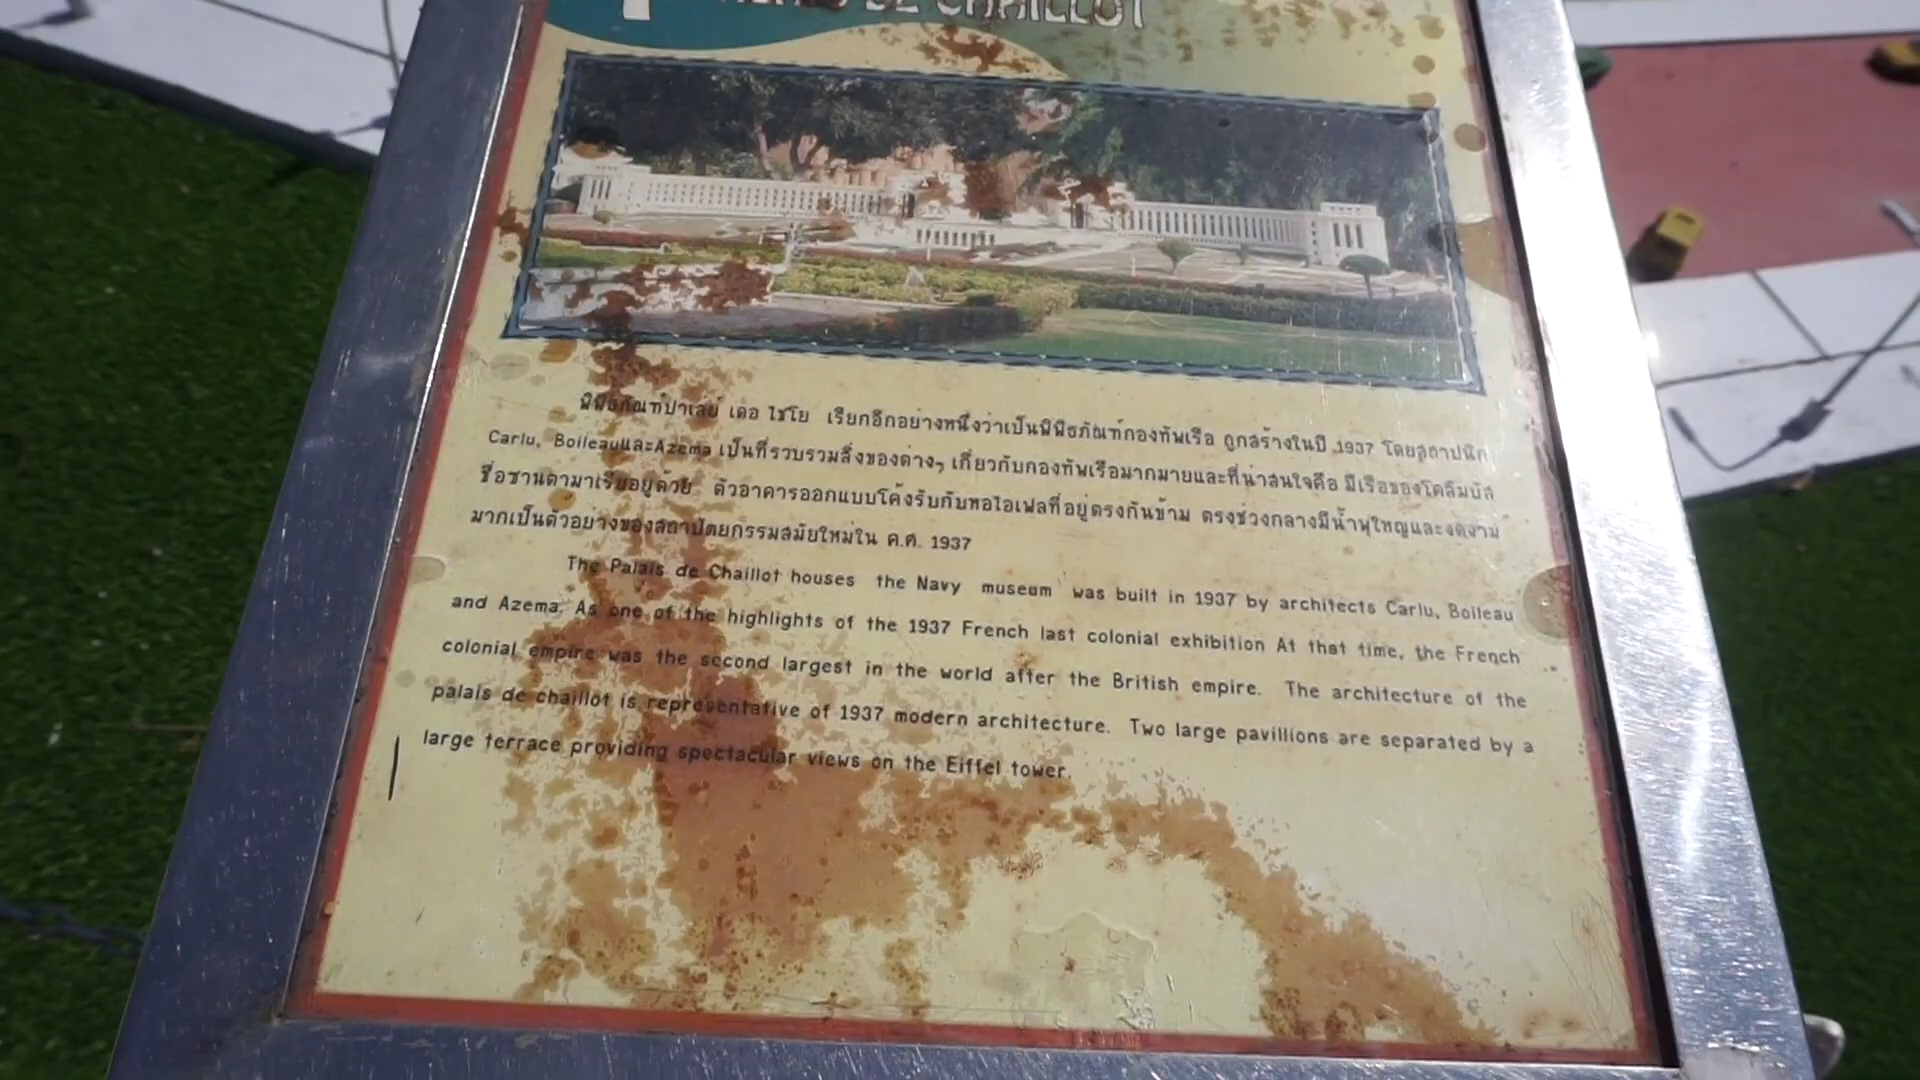 DE CHAILLOT
พิพิธภัณฑ์ปาเลย์ เดอ ไชโย เรียกอีกอย่างหนึ่งว่าเป็นพิพิธภัณฑ์กองทัพเรือ ถูกสร้างในปี 1937 โดยสถาปนิก
Carlu, BoileauและAzema เป็นที่รวบรวมสิ่งของต่างๆ เกี่ยวกับกองทัพเรือมากมายและที่น่าสนใจคือ มีเรือของโคลัมบัส
ชื่อซานตามาเรียอยู่ด้วย ตัวอาคารออกแบบโค้งรับกับหอไอเฟลที่อยู่ตรงกันข้าม ตรงช่วงกลางมีน้ำพุใหญ่และงดงาม
มากเป็นตัวอย่างของสถาปัตยกรรมสมัยใหม่ใน ค.ศ. 1937
The Palais de Chaillot houses the Navy museum was built in 1937 by architects Carlu, Boileau
and Azema, As one of the highlights of the 1937 French last colonial exhibition At that time, the French
colonial empire was the second largest in the world after the British empire. The architecture of the
palais de chaillot is representative of 1937 modern architecture. Two large pavillions are separated by a
large terrace providing spectacular views on the Eiffel tower.